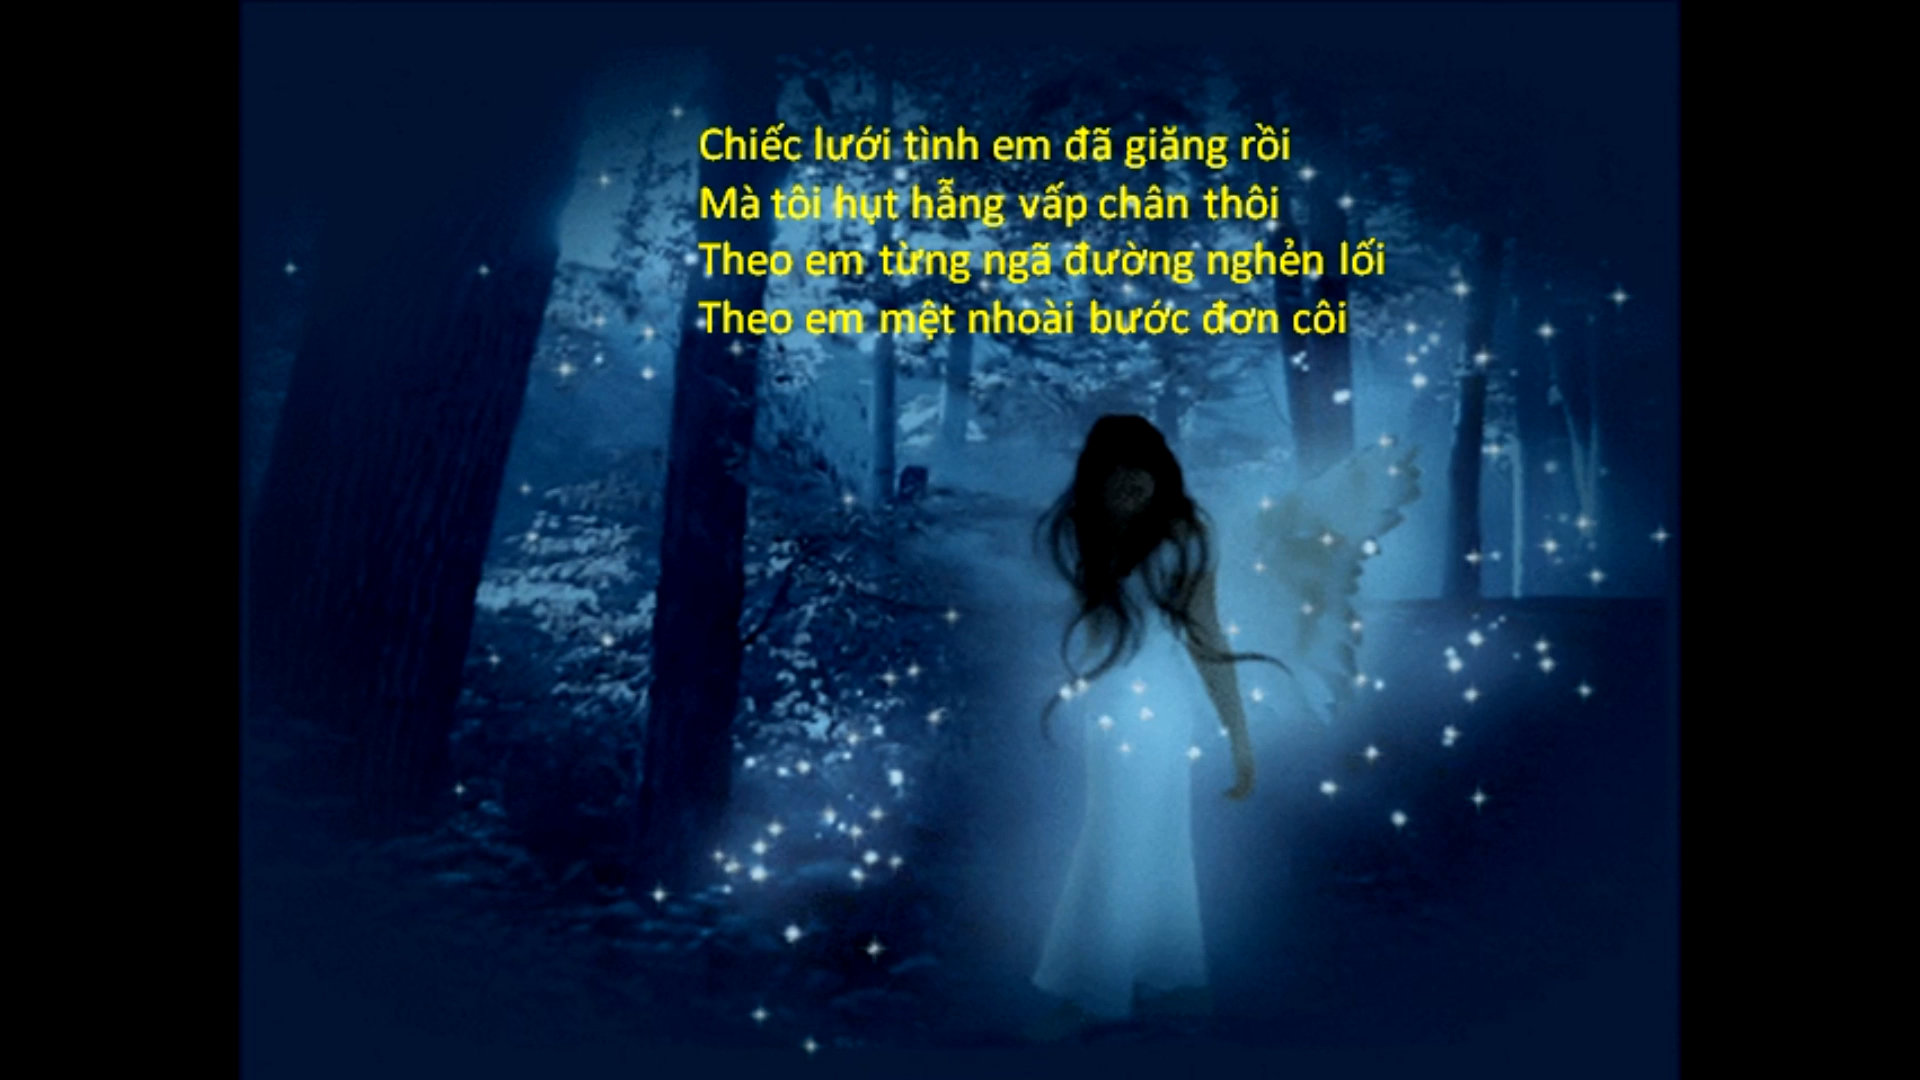 Chiếc lưới tình em đã giăng rồi
Mà tôi hụt hẫng vấp chân thôi
Theo em từng ngã đường nghẻn lối
Theo em mệt nhoài bước đơn côi